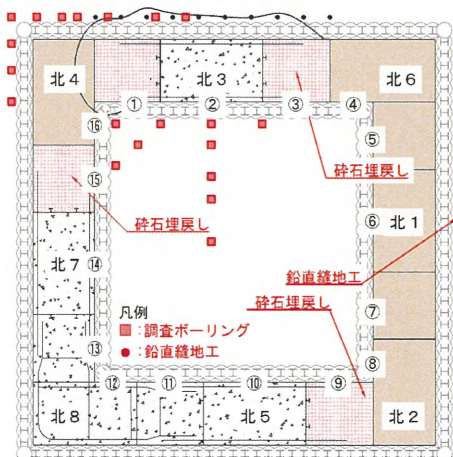 北4
北3
北6
①
②
③
④
⑯
⑤
砕石埋戻し
⑮
砕石埋戻し
⑥
北1
北7
⑭
鉛直縫地工
砕石埋戻し
凡例
：調査ボーリング
：鉛直縫地工
⑦
⑬
⑧
⑫
⑪
⑩
⑨
北8
北5
北2